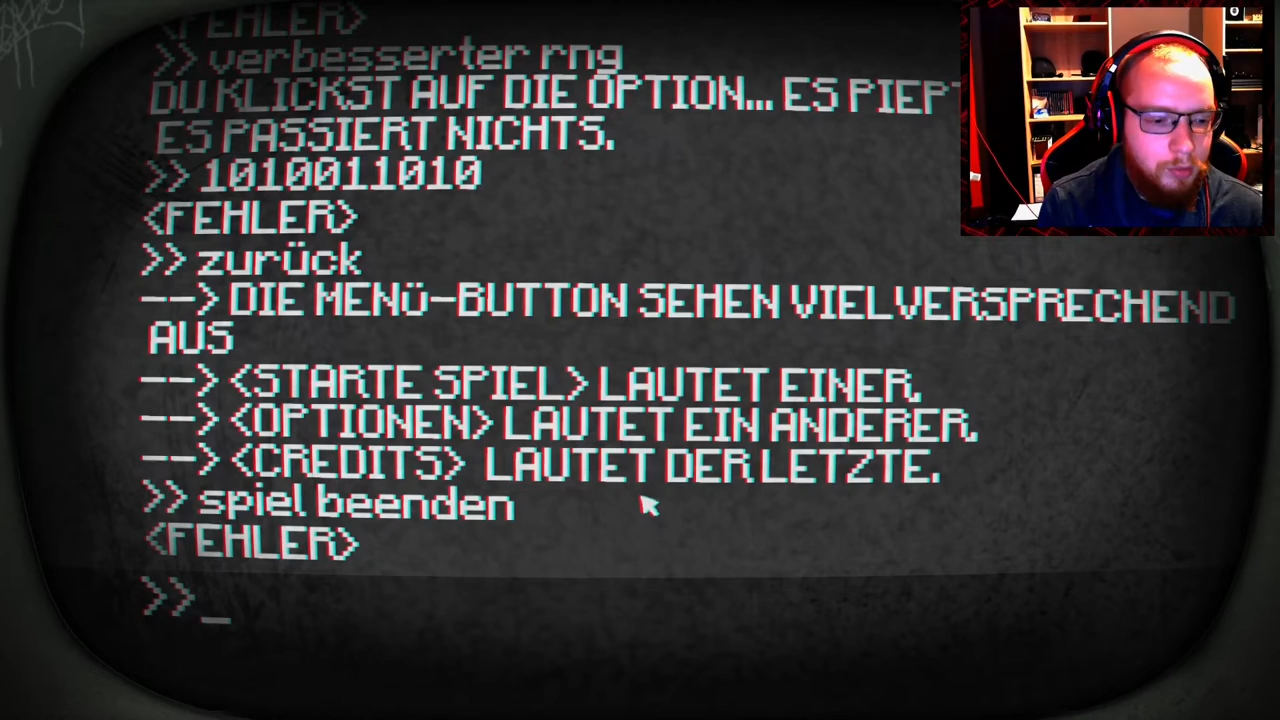 <FEHLER>
>> verbesserter rng
DU KLICKST AUF DIE OPTION... ES PIEPT
ES PASSIERT NICHTS.
>> 1010011010
<FEHLER>
>> zurück
--> DIE MENü-BUTTON SEHEN VIELVERSPRECHEND
AUS
--> <STARTE SPIEL> LAUTET EINER.
--> <OPTIONEN> LAUTET EIN ANDERER.
--> <CREDITS> LAUTET DER LETZTE.
>> spiel beenden
<FEHLER>
>>_